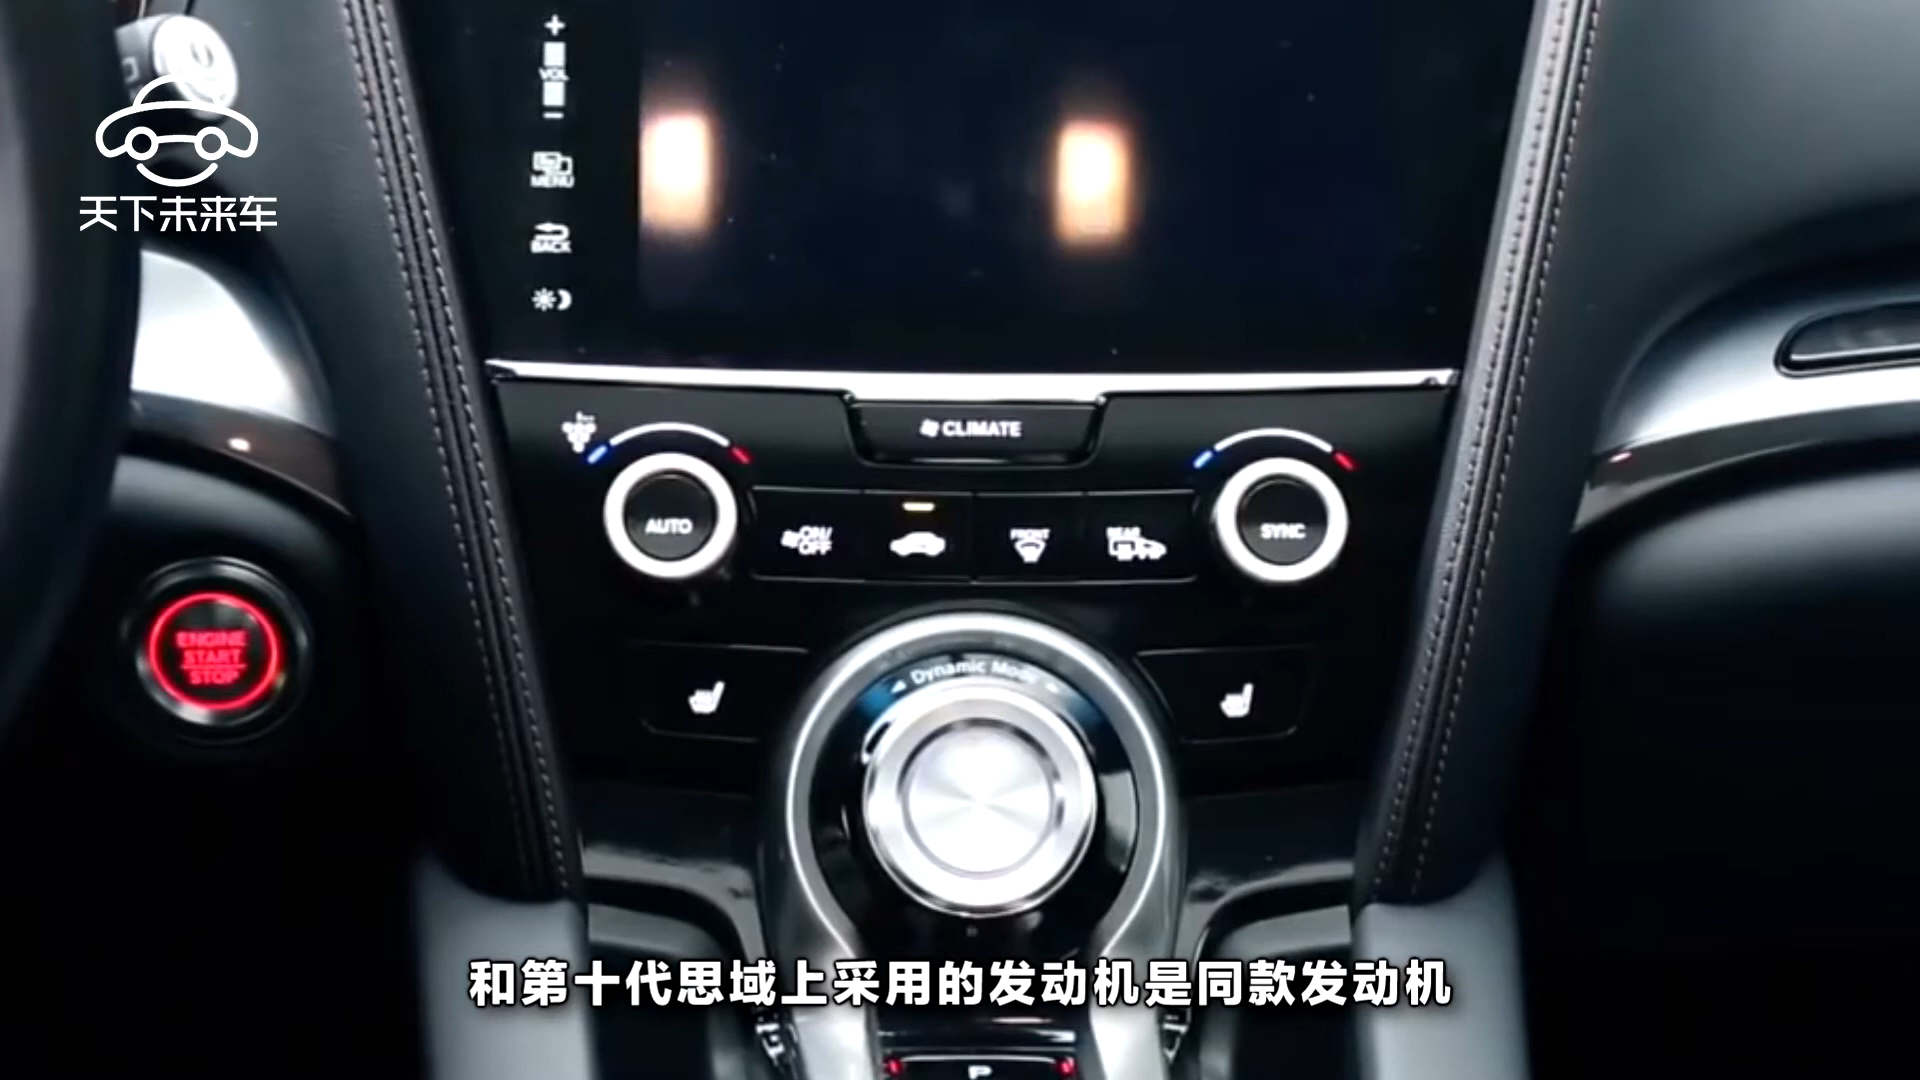 +
VOL
−
MENU
BACK
天下未来车
CLIMATE
AUTO
ON/
OFF
FRONT
REAR
SYNC
ENGINE
START
STOP
Dynamic Mode
和第十代思域上采用的发动机是同款发动机
P